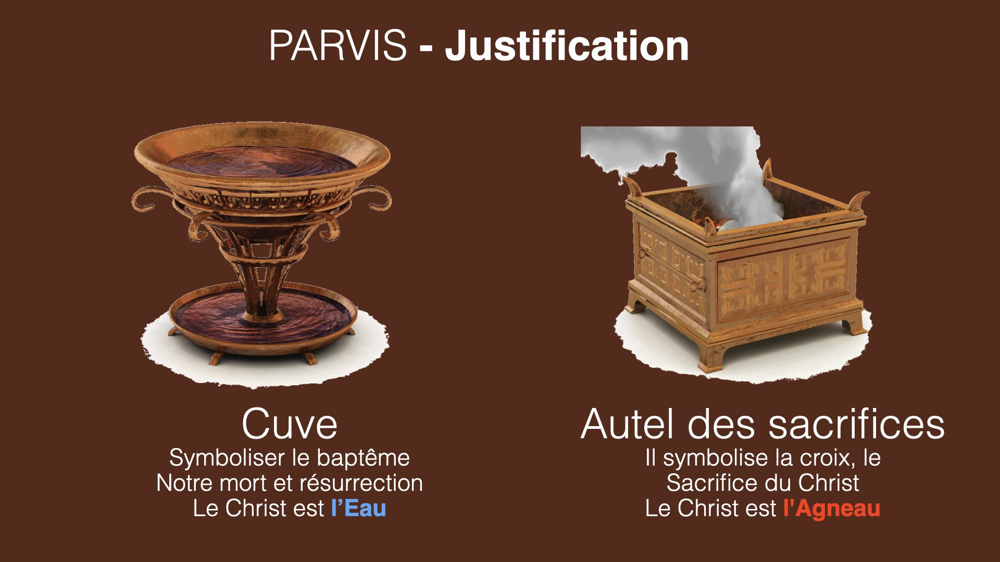 PARVIS - Justification
Cuve
Symboliser le baptême
Notre mort et résurrection
Le Christ est l’Eau
Autel des sacrifices
Il symbolise la croix, le
Sacrifice du Christ
Le Christ est l'Agneau